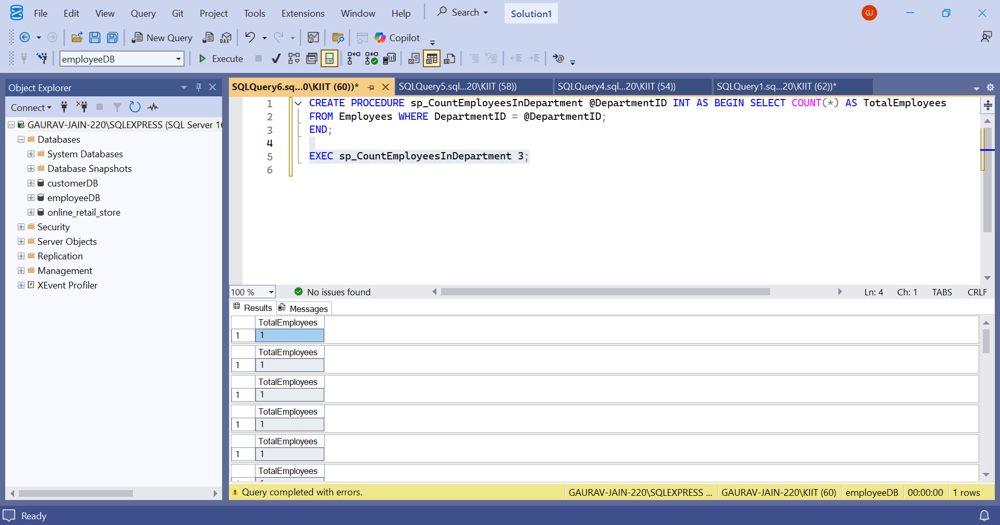 File Edit View Query Git Project Tools Extensions Window Help Search Solution1 GJ
New Query DAX Copilot
employeeDB Execute
Object Explorer
Connect
GAURAV-JAIN-220\SQLEXPRESS (SQL Server 16
Databases
System Databases
Database Snapshots
customerDB
employeeDB
online_retail_store
Security
Server Objects
Replication
Management
XEvent Profiler
SQLQuery6.sq...0\KIIT (60))* SQLQuery5.sql...20\KIIT (58)) SQLQuery4.sql...20\KIIT (54)) SQLQuery1.sq...20\KIIT (62))*
1 CREATE PROCEDURE sp_CountEmployeesInDepartment @DepartmentID INT AS BEGIN SELECT COUNT(*) AS TotalEmployees
2 FROM Employees WHERE DepartmentID = @DepartmentID;
3 END;
4
5 EXEC sp_CountEmployeesInDepartment 3;
6
100 % No issues found Ln: 4 Ch: 1 TABS CRLF
Results Messages
TotalEmployees
1 1
TotalEmployees
1 1
TotalEmployees
1 1
TotalEmployees
1 1
TotalEmployees
1 1
TotalEmployees
Query completed with errors. GAURAV-JAIN-220\SQLEXPRESS ... GAURAV-JAIN-220\KIIT (60) employeeDB 00:00:00 1 rows
Ready